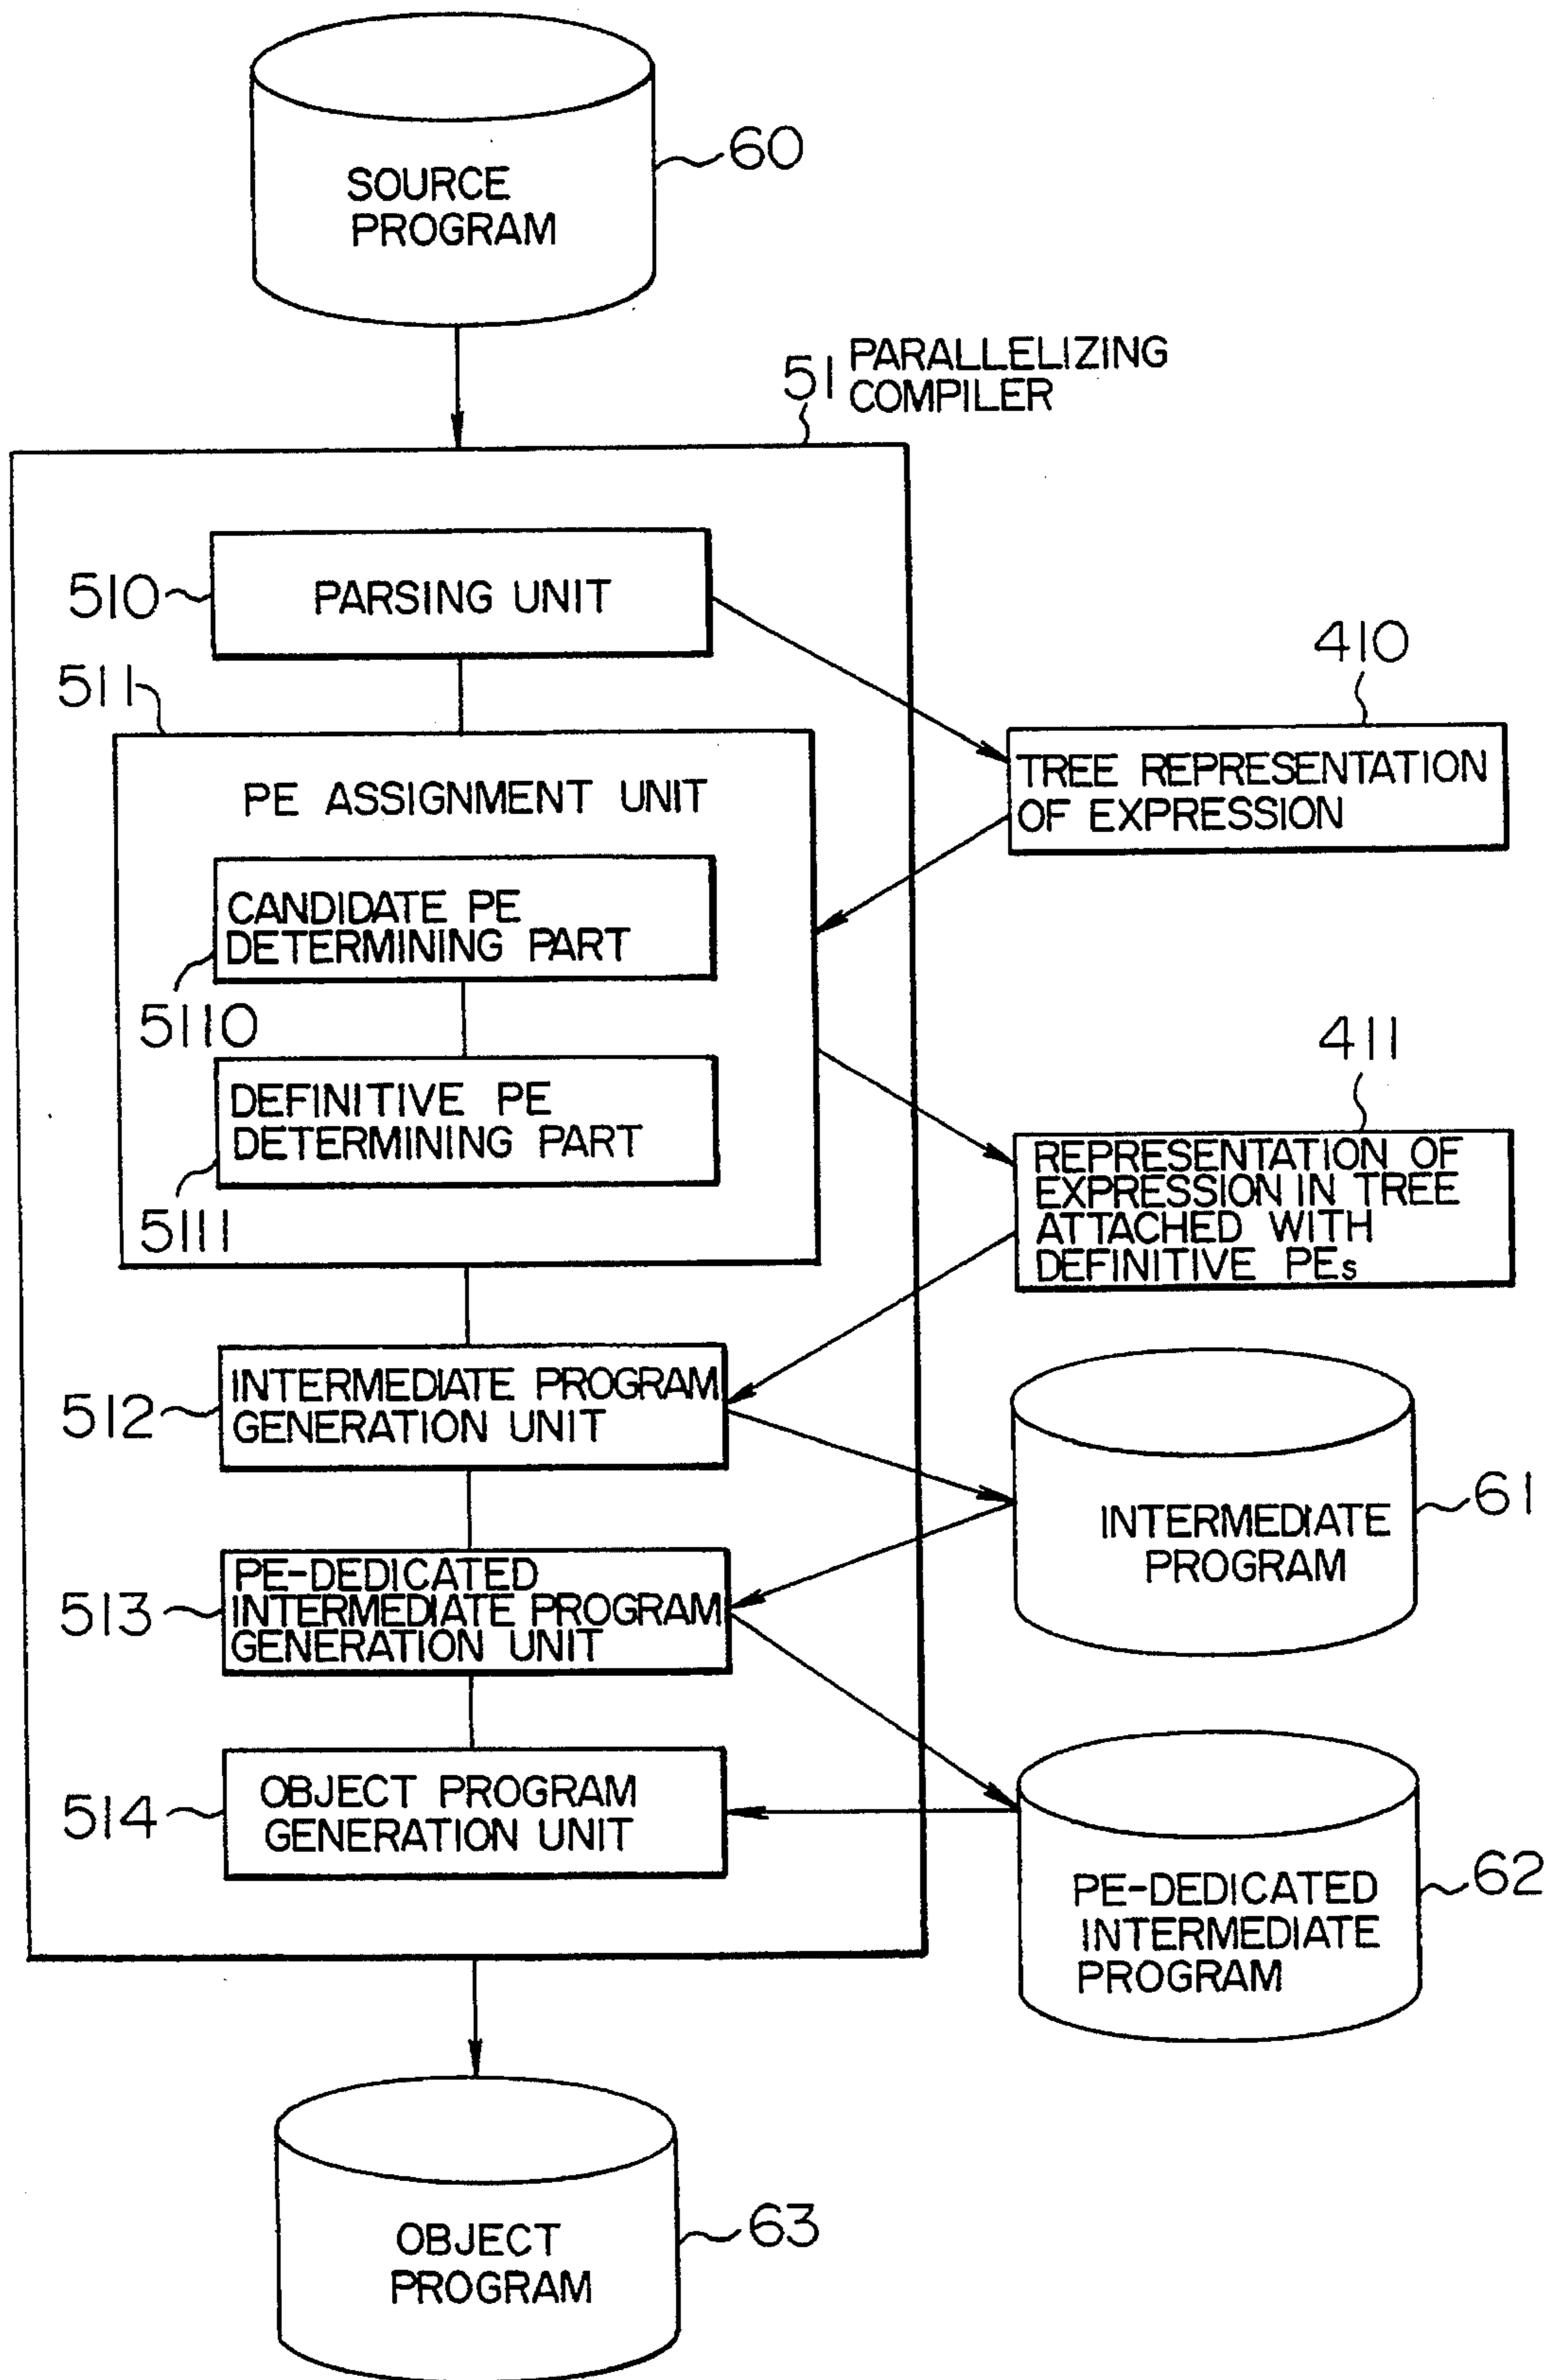 SOURCE
PROGRAM
60
51
PARALLELIZING
COMPILER
510
PARSING UNIT
511
PE ASSIGNMENT UNIT
410
TREE REPRESENTATION
OF EXPRESSION
CANDIDATE PE
DETERMINING PART
5110
DEFINITIVE PE
DETERMINING PART
5111
411
REPRESENTATION OF
EXPRESSION IN TREE
ATTACHED WITH
DEFINITIVE PEs
512
INTERMEDIATE PROGRAM
GENERATION UNIT
INTERMEDIATE
PROGRAM
61
513
PE-DEDICATED
INTERMEDIATE PROGRAM
GENERATION UNIT
514
OBJECT PROGRAM
GENERATION UNIT
PE-DEDICATED
INTERMEDIATE
PROGRAM
62
OBJECT
PROGRAM
63